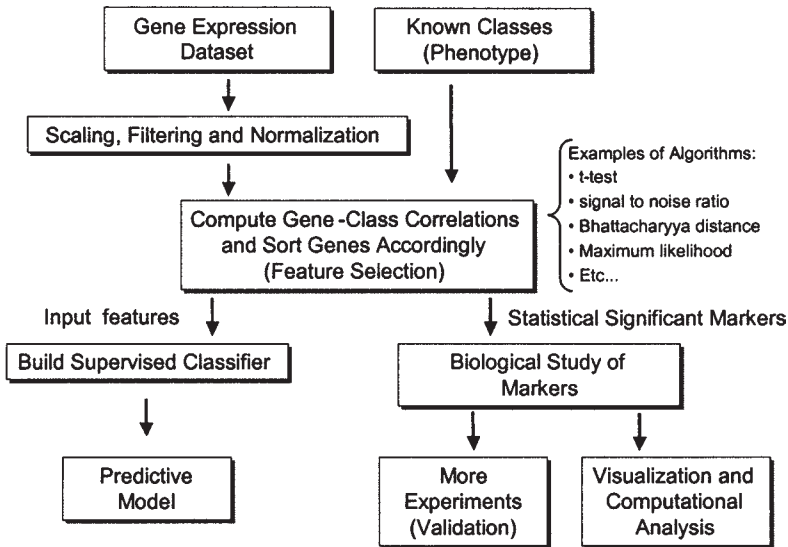 Gene Expression
Dataset
Known Classes
(Phenotype)
Scaling, Filtering and Normalization
Compute Gene-Class Correlations
and Sort Genes Accordingly
(Feature Selection)
Examples of Algorithms:
• t-test
• signal to noise ratio
• Bhattacharyya distance
• Maximum likelihood
• Etc...
Input features
Statistical Significant Markers
Build Supervised Classifier
Biological Study of
Markers
Predictive
Model
More
Experiments
(Validation)
Visualization and
Computational
Analysis